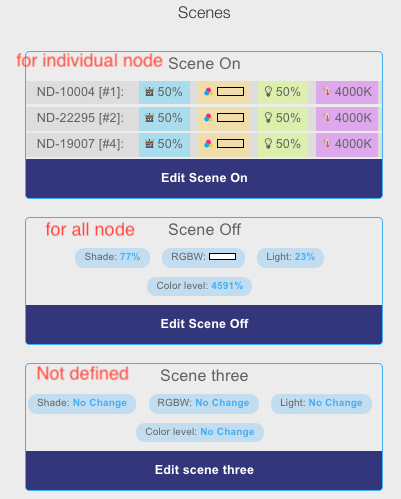 Scenes
for individual node
Scene On
ND-10004 [#1]: 50% 50% 4000K
ND-22295 [#2]: 50% 50% 4000K
ND-19007 [#4]: 50% 50% 4000K
Edit Scene On
for all node
Scene Off
Shade: 77% RGBW: Light: 23%
Color level: 4591%
Edit Scene Off
Not defined
Scene three
Shade: No Change RGBW: No Change Light: No Change
Color level: No Change
Edit scene three